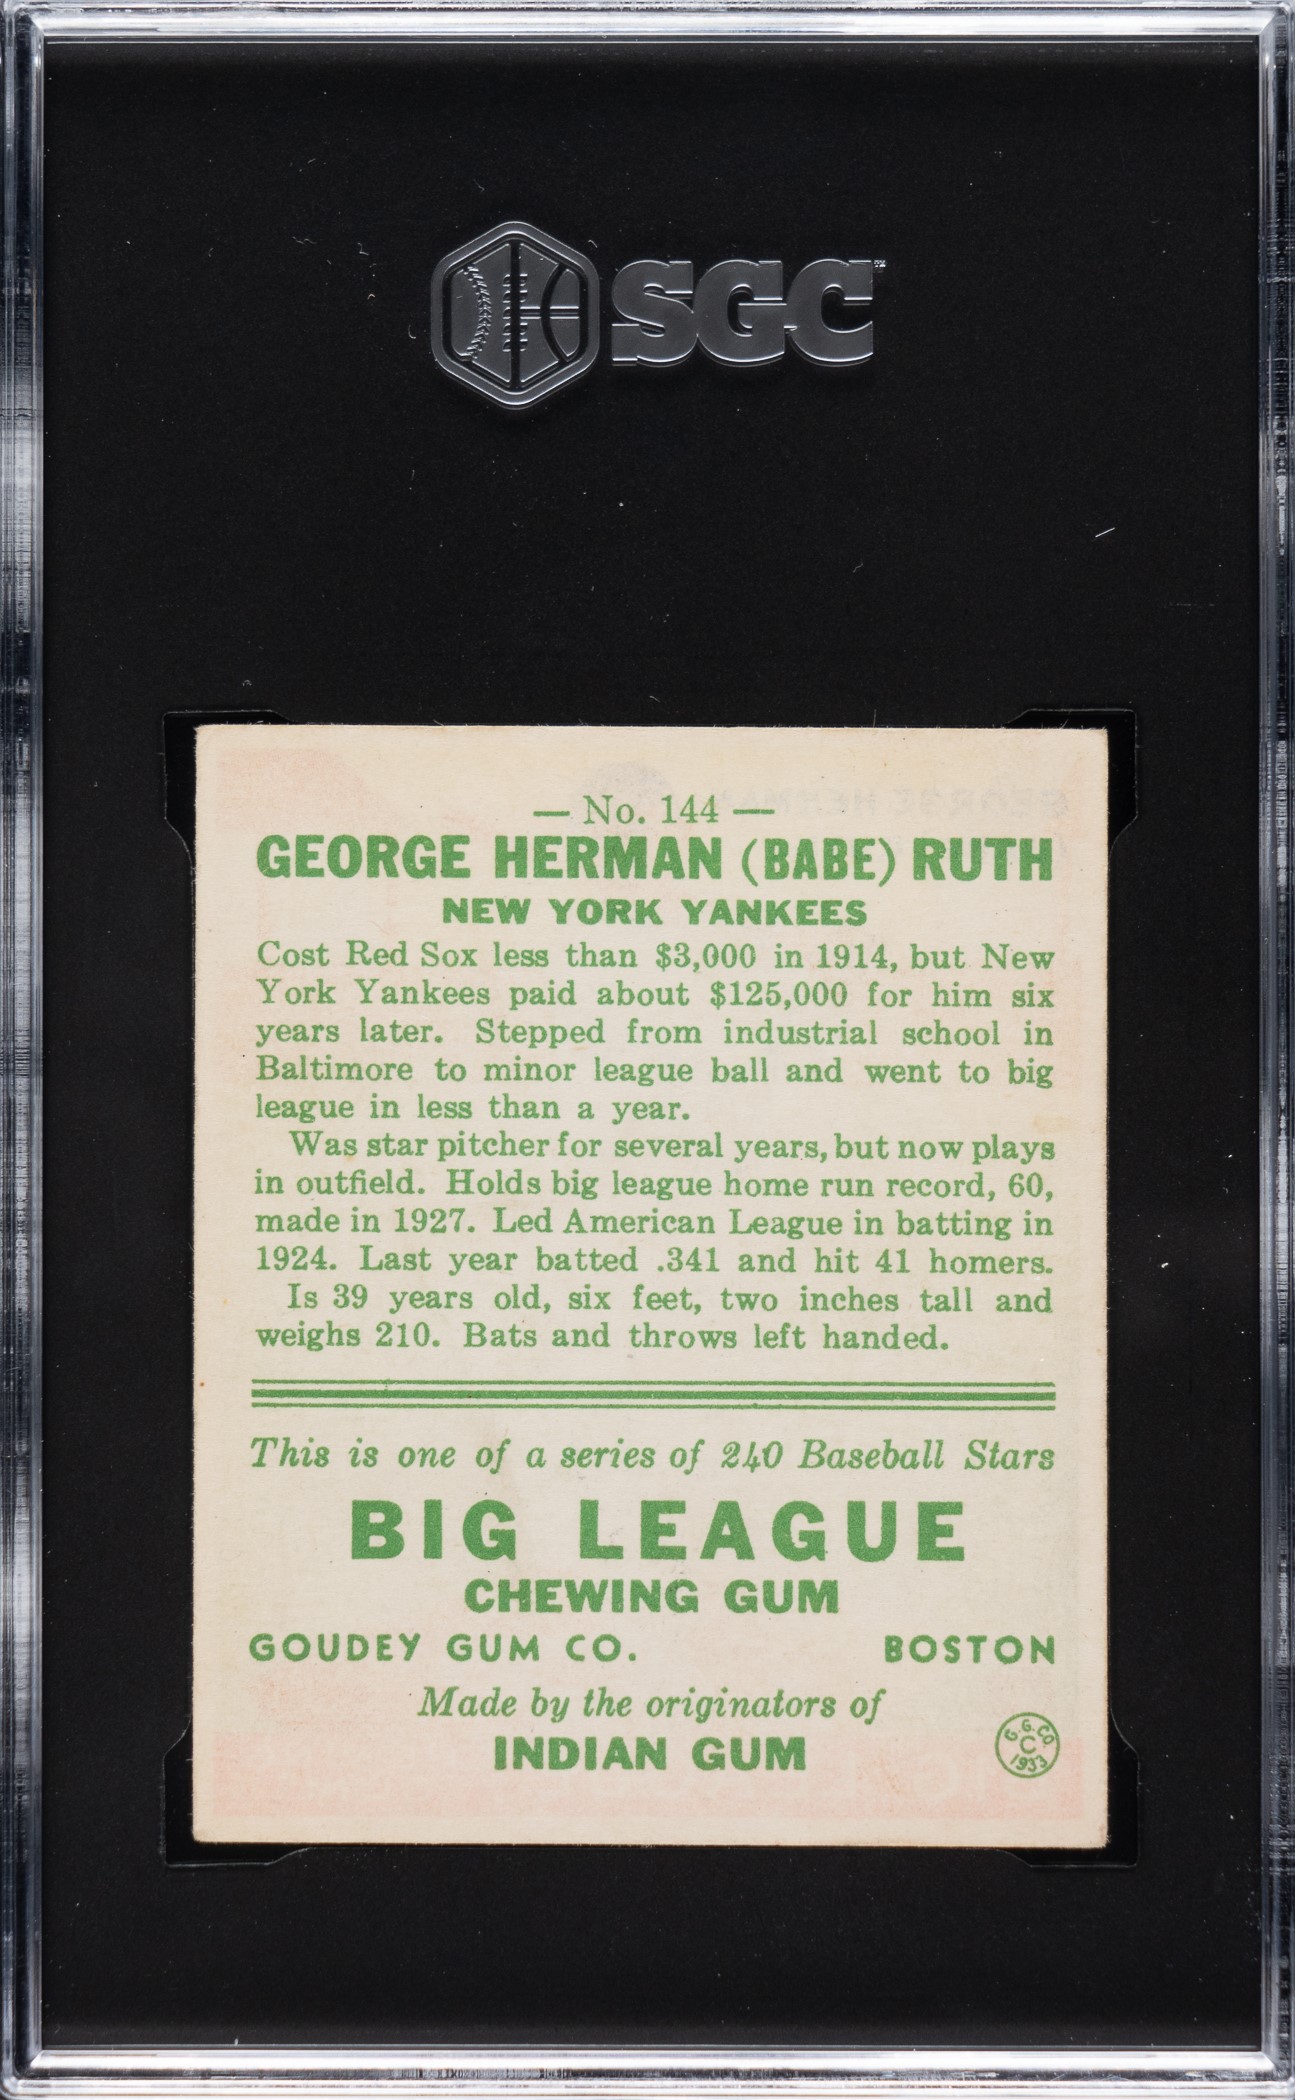 SGC™
— No. 144 —
GEORGE HERMAN (BABE) RUTH
NEW YORK YANKEES
Cost Red Sox less than $3,000 in 1914, but New
York Yankees paid about $125,000 for him six
years later. Stepped from industrial school in
Baltimore to minor league ball and went to big
league in less than a year.
Was star pitcher for several years, but now plays
in outfield. Holds big league home run record, 60,
made in 1927. Led American League in batting in
1924. Last year batted .341 and hit 41 homers.
Is 39 years old, six feet, two inches tall and
weighs 210. Bats and throws left handed.
This is one of a series of 240 Baseball Stars
BIG LEAGUE
CHEWING GUM
GOUDEY GUM CO. BOSTON
Made by the originators of
INDIAN GUM
G. G. CO.
C
1933